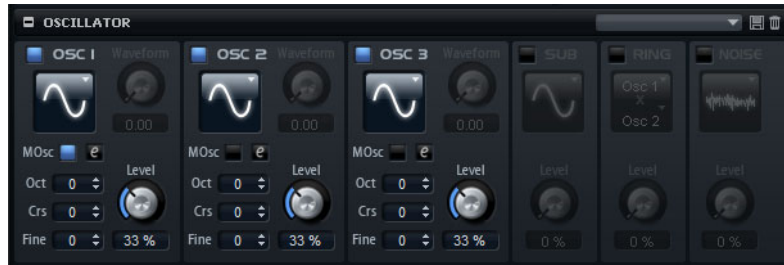 OSCILLATOR
OSC 1 Waveform OSC 2 Waveform OSC 3 Waveform SUB RING NOISE
Osc 1
X
Osc 2
0.00 0.00 0.00
MOsc e MOsc e MOsc e
Level Level Level Level Level Level
Oct 0 Oct 0 Oct 0
Crs 0 Crs 0 Crs 0
Fine 0 33 % Fine 0 33 % Fine 0 33 % 0 % 0 % 0 %